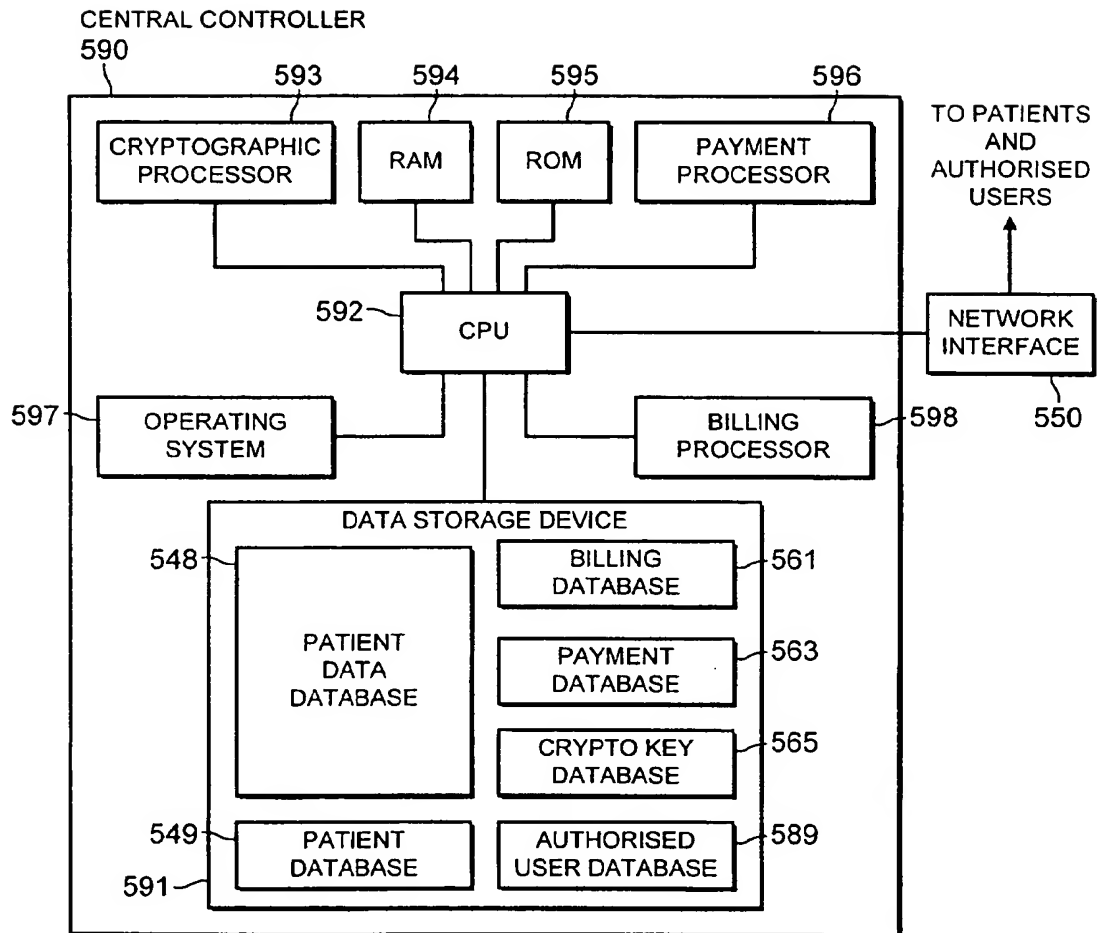 CENTRAL CONTROLLER
590
593
594
595
596
CRYPTOGRAPHIC
PROCESSOR
RAM
ROM
PAYMENT
PROCESSOR
TO PATIENTS
AND
AUTHORISED
USERS
592
CPU
NETWORK
INTERFACE
550
597
OPERATING
SYSTEM
BILLING
PROCESSOR
598
DATA STORAGE DEVICE
548
PATIENT
DATA
DATABASE
BILLING
DATABASE
561
PAYMENT
DATABASE
563
CRYPTO KEY
DATABASE
565
549
PATIENT
DATABASE
AUTHORISED
USER DATABASE
589
591